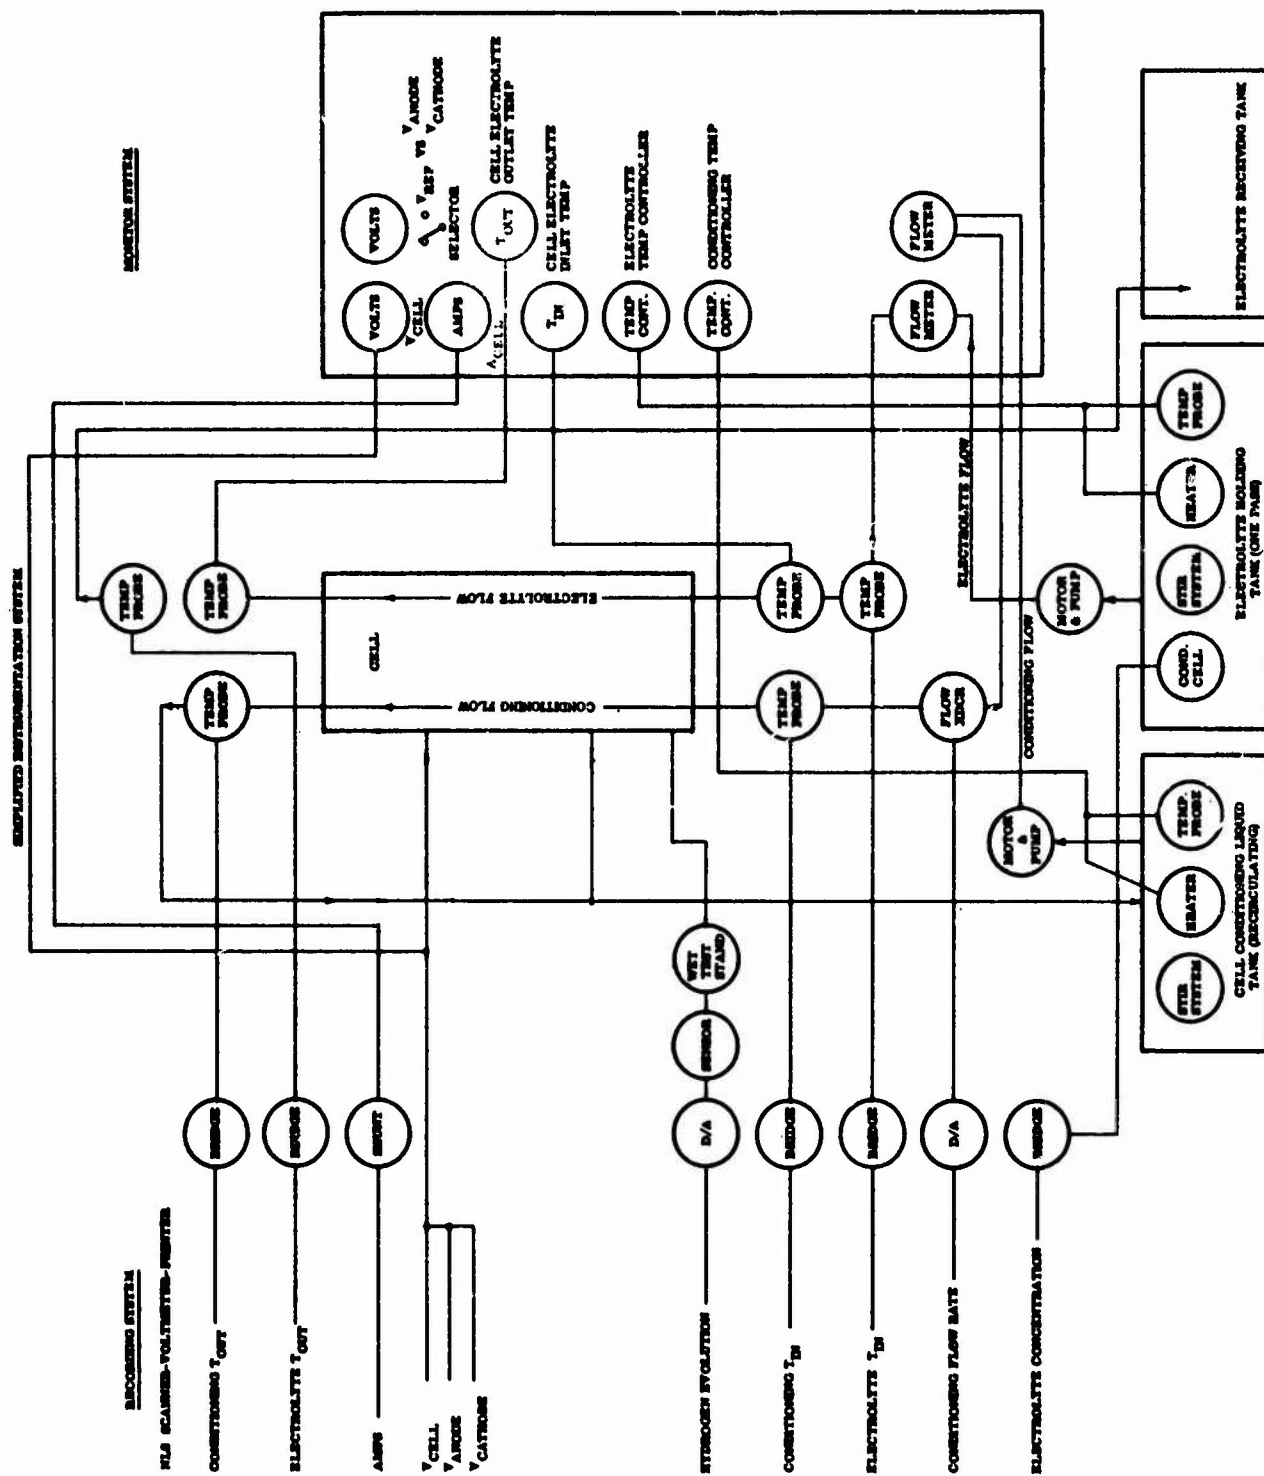 SIMPLIFIED INSTRUMENTATION SYSTEM
RECORDING SYSTEM
NLS SCANNER-VOLTMETER-PRINTER
CONDITIONING T OUT
ELECTROLYTE T OUT
AMPS
V CELL
V ANODE
V CATHODE
HYDROGEN EVOLUTION
CONDITIONING T IN
ELECTROLYTE T IN
CONDITIONING FLOW RATE
ELECTROLYTE CONCENTRATION
BRIDGE
BRIDGE
SHUNT
D/A
BRIDGE
BRIDGE
D/A
BRIDGE
SENSOR
WET
TEST
STAND
TEMP
PROBE
TEMP
PROBE
TEMP
PROBE
CELL
CONDITIONING FLOW
ELECTROLYTE FLOW
TEMP
PROBE
TEMP
PROBE
TEMP
PROBE
FLOW
XDCR
CONDITIONING FLOW
ELECTROLYTE FLOW
MOTOR
&
PUMP
MOTOR
& PUMP
STIR
SYSTEM
HEATER
TEMP.
PROBE
CELL CONDITIONING LIQUID
TANK (RECIRCULATING)
COND.
CELL
STIR
SYSTEM
HEATER
TEMP
PROBE
ELECTROLYTE HOLDING
TANK (ONE PASS)
ELECTROLYTE RECEIVING TANK
MONITOR SYSTEM
VOLTS
VOLTS
V CELL
V REF VS V ANODE
V CATHODE
SELECTOR
AMPS
A CELL
T OUT
CELL ELECTROLYTE
OUTLET TEMP
T IN
CELL ELECTROLYTE
INLET TEMP
TEMP
CONT.
ELECTROLYTE
TEMP CONTROLLER
TEMP.
CONT.
CONDITIONING TEMP
CONTROLLER
FLOW
METER
FLOW
METER